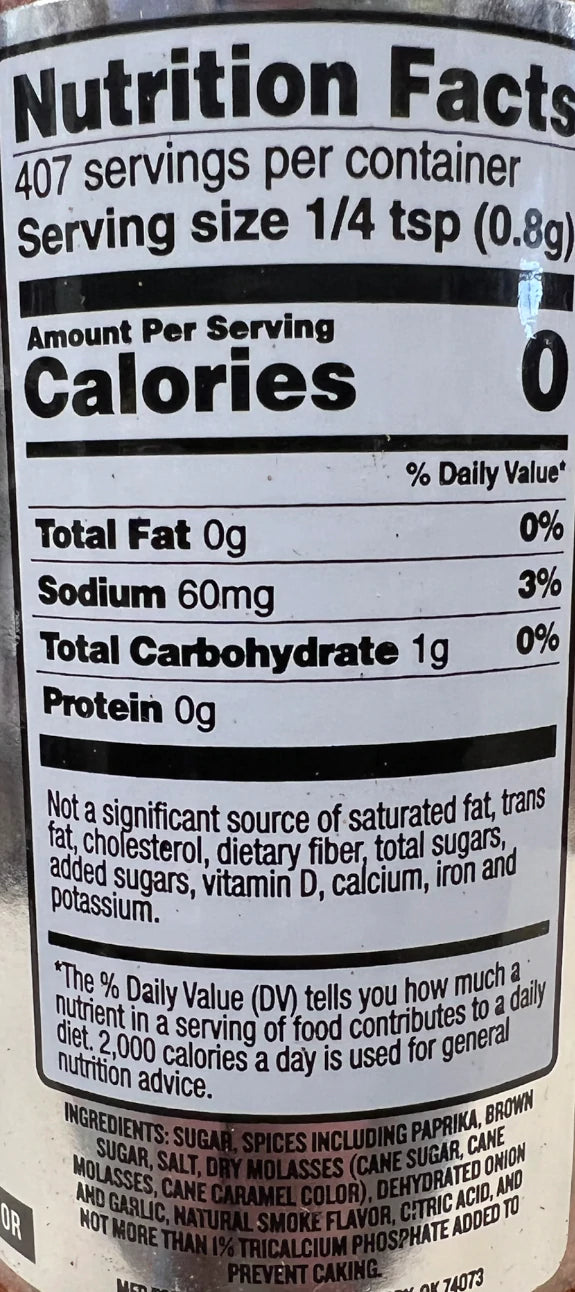 Nutrition Facts
407 servings per container
Serving size 1/4 tsp (0.8g)
Amount Per Serving
Calories 0
% Daily Value*
Total Fat 0g 0%
Sodium 60mg 3%
Total Carbohydrate 1g 0%
Protein 0g
Not a significant source of saturated fat, trans
fat, cholesterol, dietary fiber, total sugars,
added sugars, vitamin D, calcium, iron and
potassium.
*The % Daily Value (DV) tells you how much a
nutrient in a serving of food contributes to a daily
diet. 2,000 calories a day is used for general
nutrition advice.
INGREDIENTS: SUGAR, SPICES INCLUDING PAPRIKA, BROWN
SUGAR, SALT, DRY MOLASSES (CANE SUGAR, CANE
MOLASSES, CANE CARAMEL COLOR), DEHYDRATED ONION
AND GARLIC, NATURAL SMOKE FLAVOR, CITRIC ACID, AND
NOT MORE THAN 1% TRICALCIUM PHOSPHATE ADDED TO
PREVENT CAKING.
OR
OK 74073